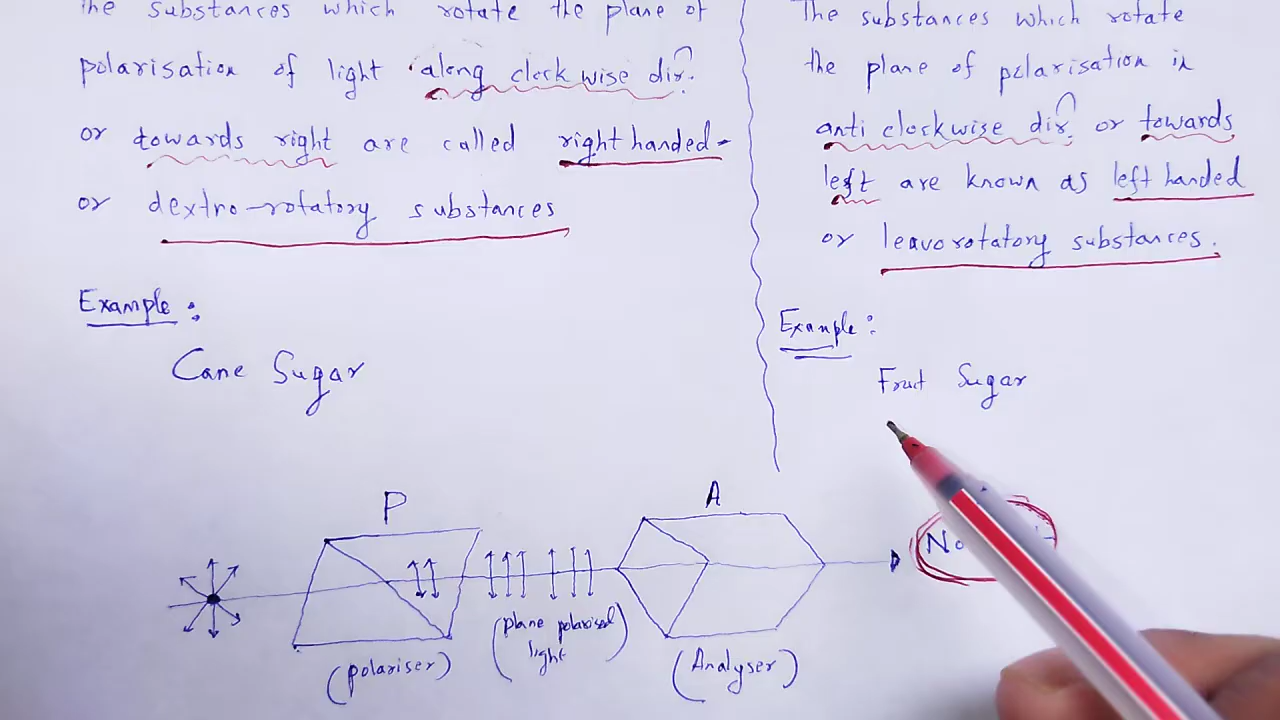 the substances which rotate the plane of
polarisation of light along clockwise dir.
or towards right are called right handed -
or dextro-rotatory substances
Example :
Cane Sugar
The substances which rotate
the plane of polarisation in
anti clockwise dir. or towards
left are known as left handed
or leavorotatory substances.
Example :
Fruit Sugar
P
A
(polariser)
(plane polarised
light)
(Analyser)